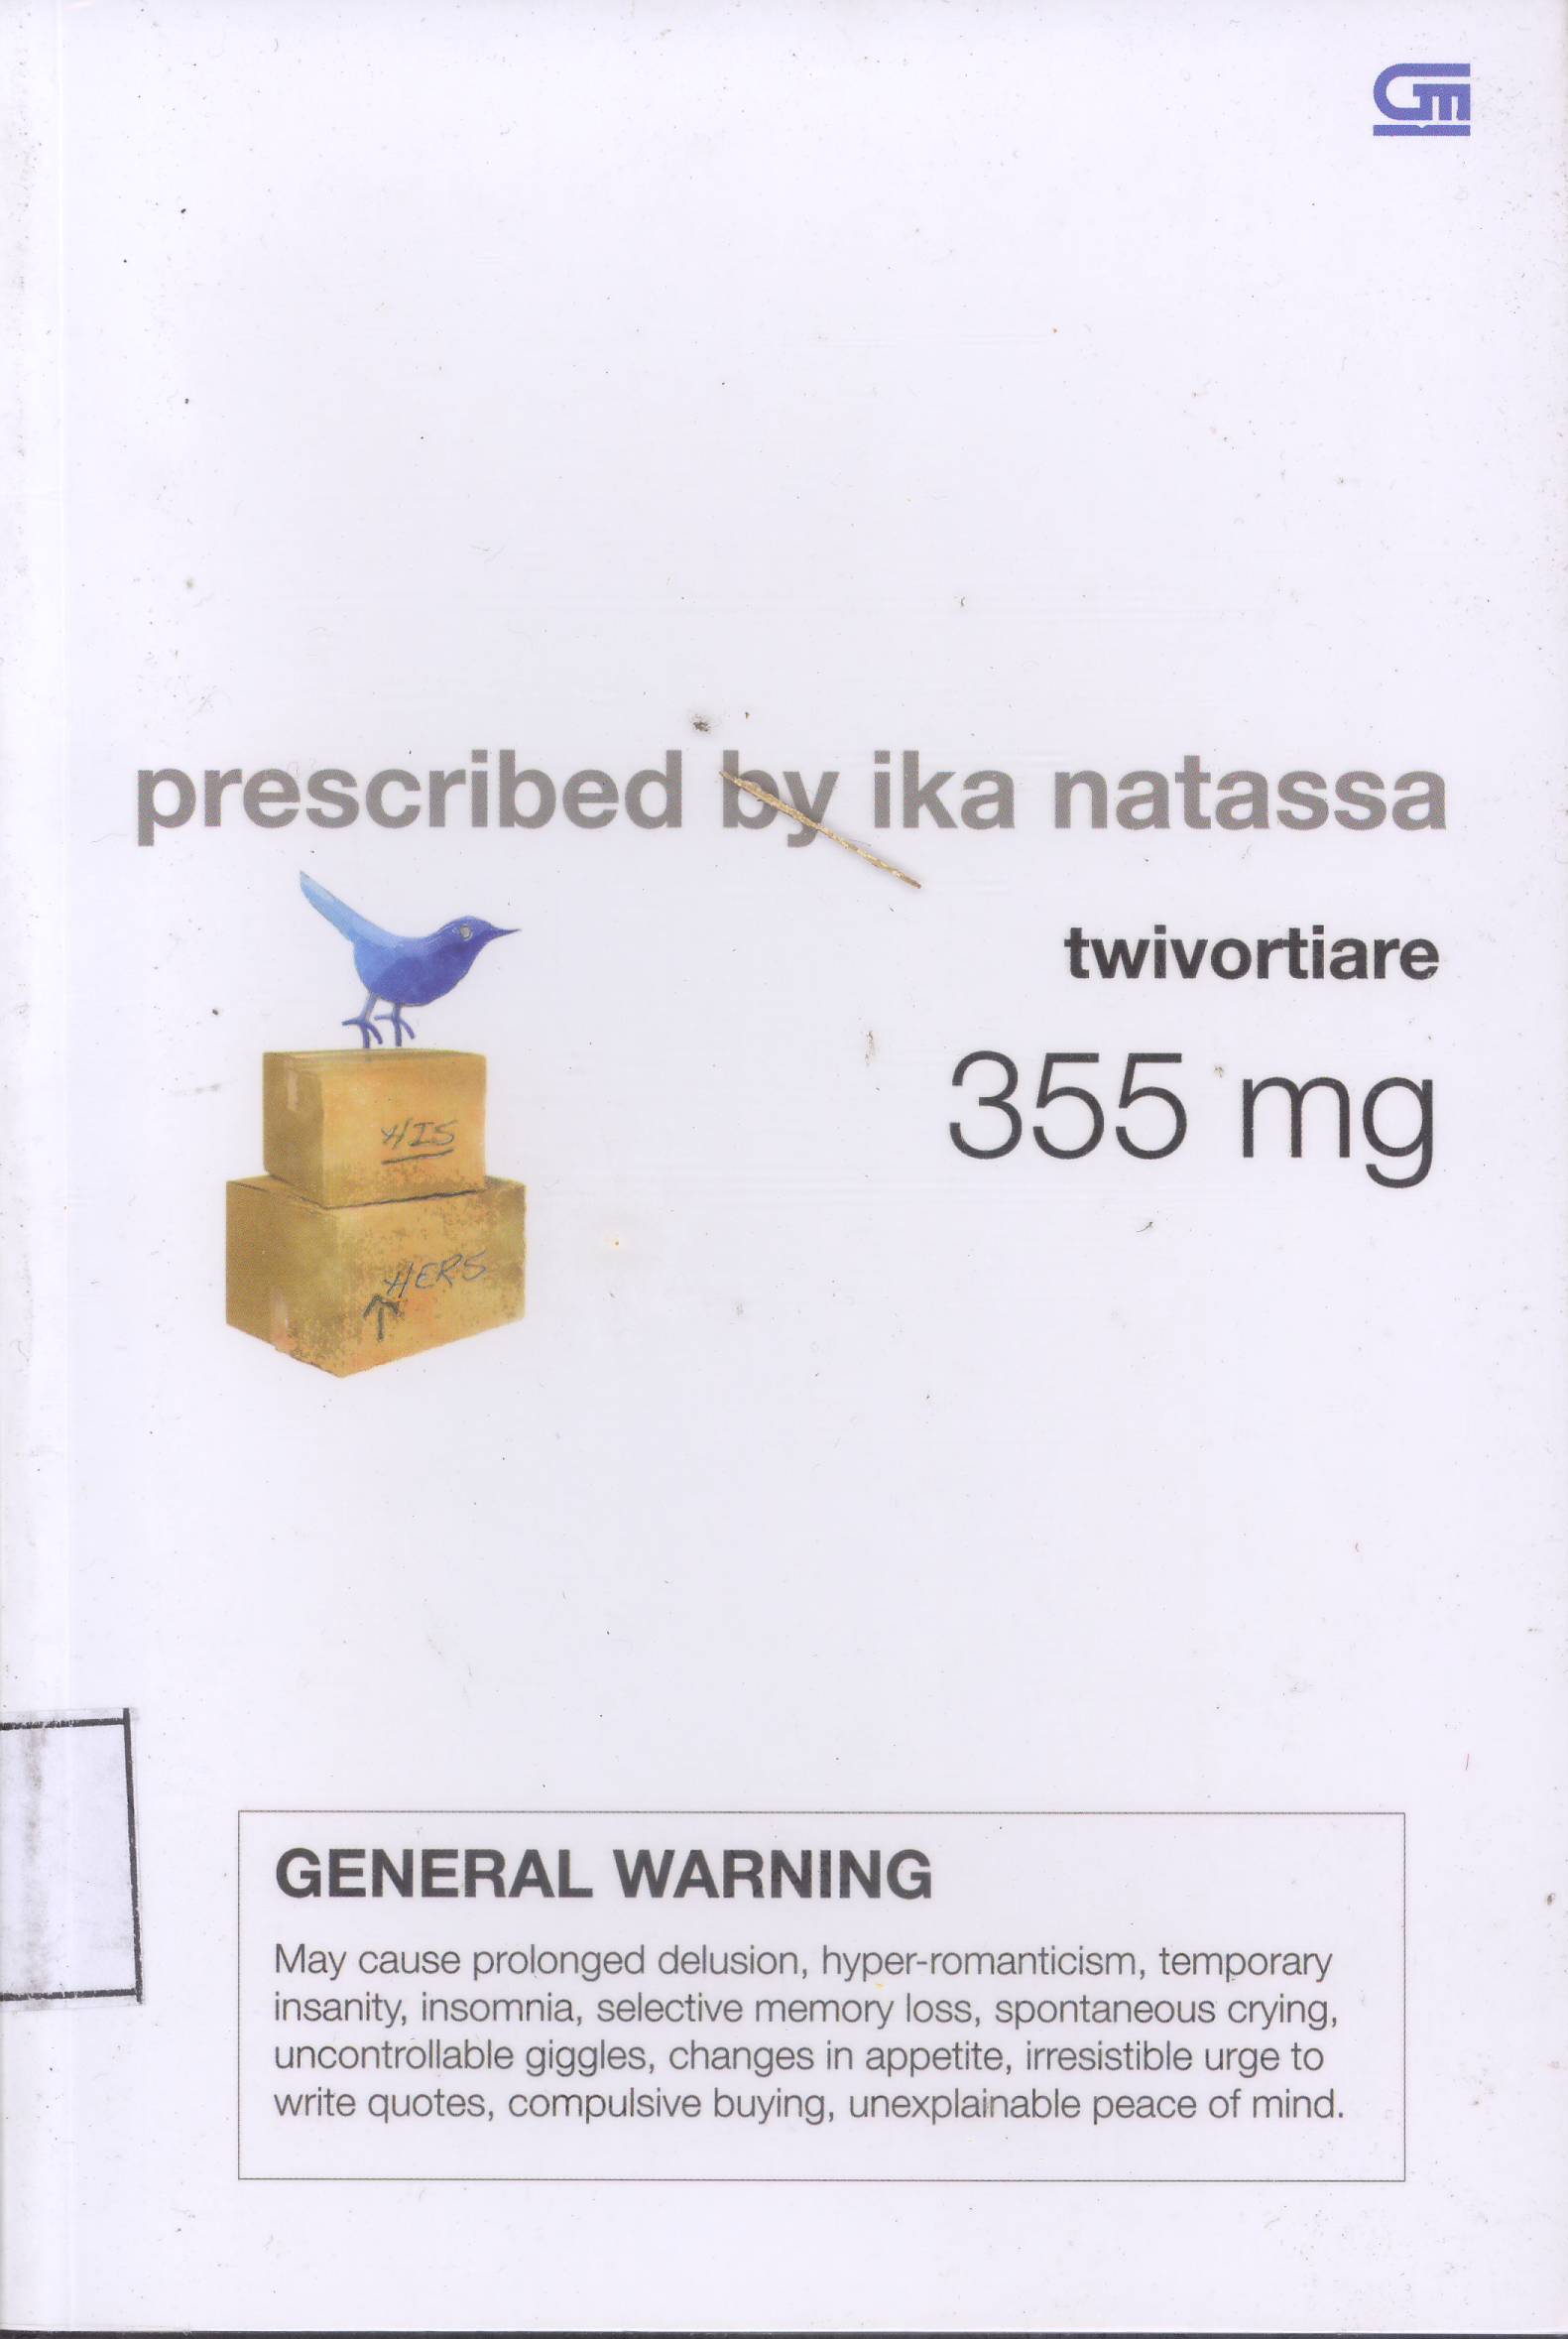 GM
prescribed by ika natassa
twivortiare
355 mg
HIS
HERS
GENERAL WARNING
May cause prolonged delusion, hyper-romanticism, temporary
insanity, insomnia, selective memory loss, spontaneous crying,
uncontrollable giggles, changes in appetite, irresistible urge to
write quotes, compulsive buying, unexplainable peace of mind.